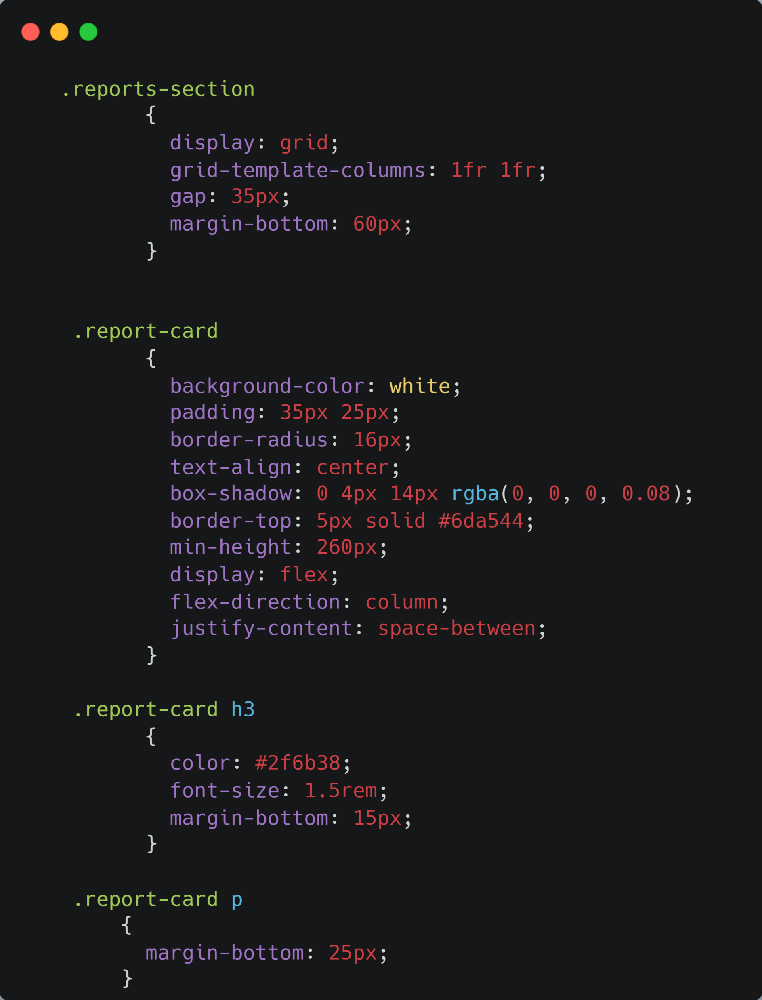 .reports-section
{
display: grid;
grid-template-columns: 1fr 1fr;
gap: 35px;
margin-bottom: 60px;
}
.report-card
{
background-color: white;
padding: 35px 25px;
border-radius: 16px;
text-align: center;
box-shadow: 0 4px 14px rgba(0, 0, 0, 0.08);
border-top: 5px solid #6da544;
min-height: 260px;
display: flex;
flex-direction: column;
justify-content: space-between;
}
.report-card h3
{
color: #2f6b38;
font-size: 1.5rem;
margin-bottom: 15px;
}
.report-card p
{
margin-bottom: 25px;
}